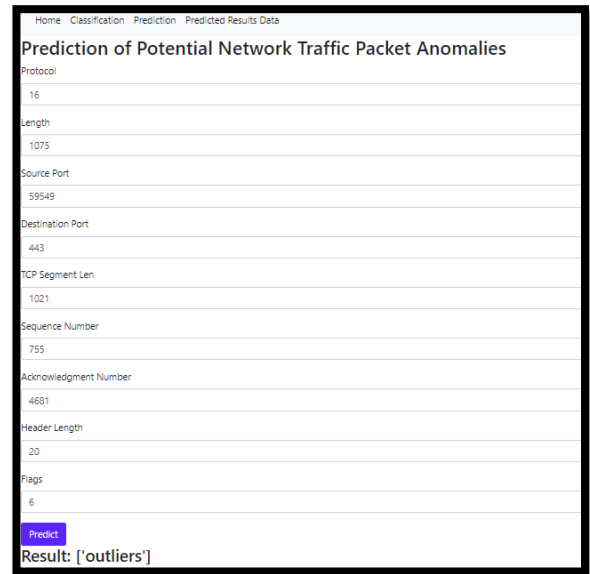 Home Classification Prediction Predicted Results Data
Prediction of Potential Network Traffic Packet Anomalies
Protocol
16
Length
1075
Source Port
59549
Destination Port
443
TCP Segment Len
1021
Sequence Number
755
Acknowledgment Number
4681
Header Length
20
Flags
6
Predict
Result: ['outliers']